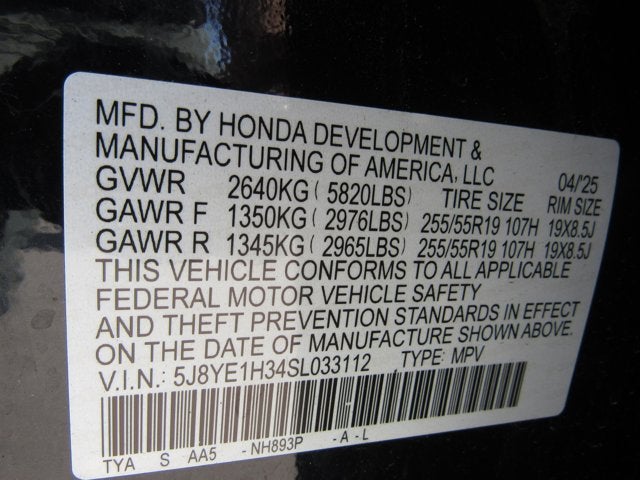 MFD. BY HONDA DEVELOPMENT &
MANUFACTURING OF AMERICA, LLC 04/'25
GVWR 2640KG ( 5820LBS) TIRE SIZE RIM SIZE
GAWR F 1350KG ( 2976LBS) 255/55R19 107H 19X8.5J
GAWR R 1345KG ( 2965LBS) 255/55R19 107H 19X8.5J
THIS VEHICLE CONFORMS TO ALL APPLICABLE
FEDERAL MOTOR VEHICLE SAFETY
AND THEFT PREVENTION STANDARDS IN EFFECT
ON THE DATE OF MANUFACTURE SHOWN ABOVE.
V.I.N.: 5J8YE1H34SL033112 TYPE: MPV
TYA S AA5 - NH893P - A - L